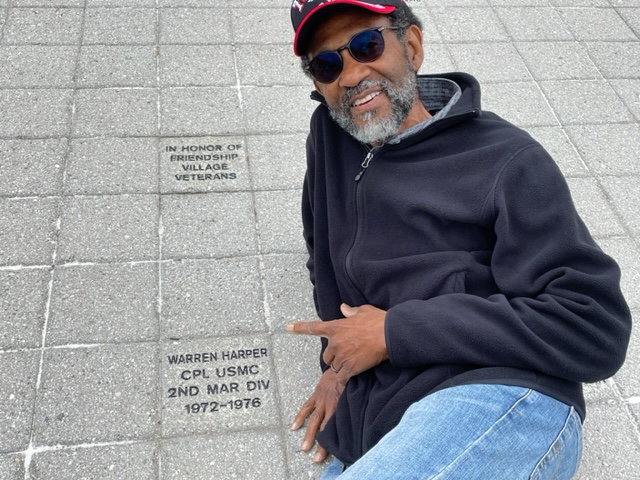 IN HONOR OF
FRIENDSHIP
VILLAGE
VETERANS
WARREN HARPER
CPL USMC
2ND MAR DIV
1972-1976